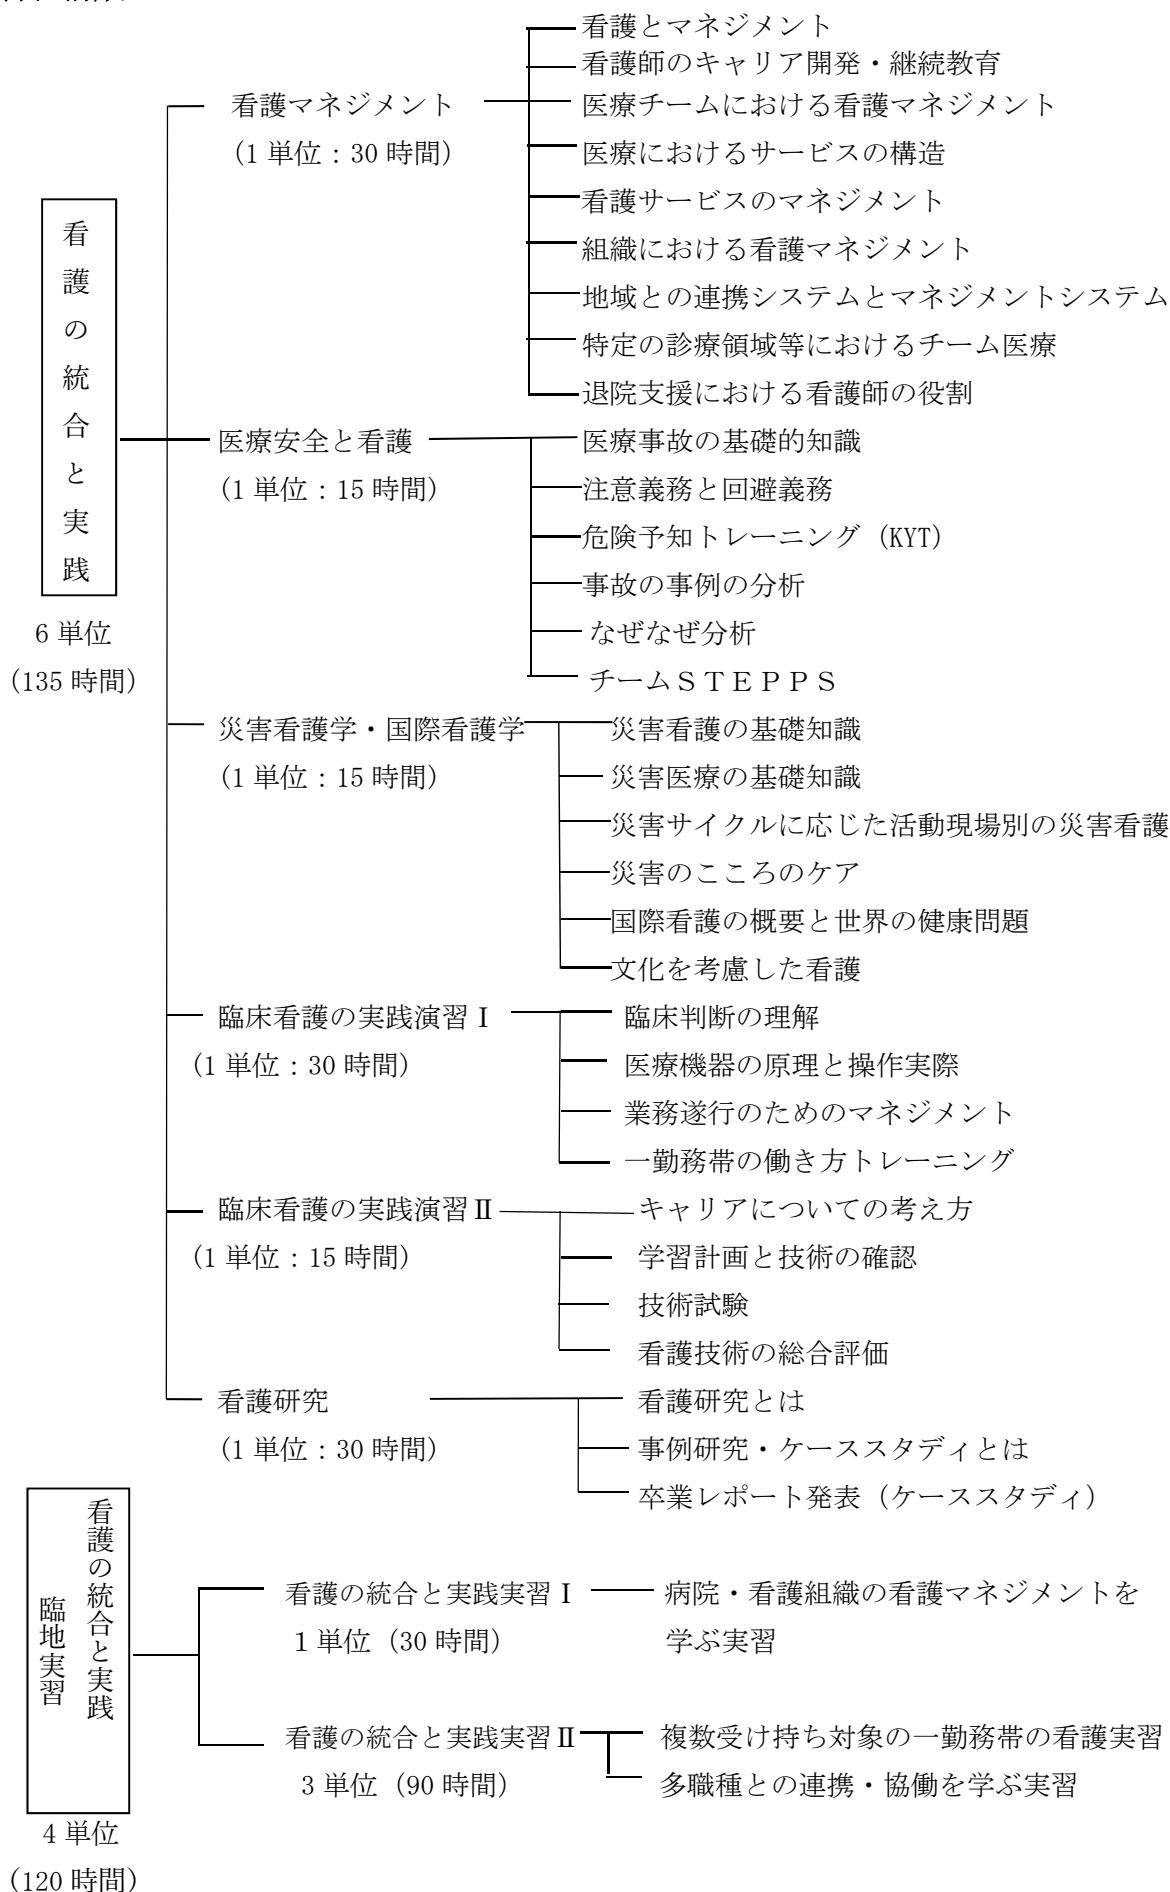 看護の統合と実践
6 単位
(135 時間)
看護マネジメント
(1 単位：30 時間)
看護とマネジメント
看護師のキャリア開発・継続教育
医療チームにおける看護マネジメント
医療におけるサービスの構造
看護サービスのマネジメント
組織における看護マネジメント
地域との連携システムとマネジメントシステム
特定の診療領域等におけるチーム医療
退院支援における看護師の役割
医療安全と看護
(1 単位：15 時間)
医療事故の基礎的知識
注意義務と回避義務
危険予知トレーニング (KYT)
事故の事例の分析
なぜなぜ分析
チームＳＴＥＰＰＳ
災害看護学・国際看護学
(1 単位：15 時間)
災害看護の基礎知識
災害医療の基礎知識
災害サイクルに応じた活動現場別の災害看護
災害のこころのケア
国際看護の概要と世界の健康問題
文化を考慮した看護
臨床看護の実践演習Ⅰ
(1 単位：30 時間)
臨床判断の理解
医療機器の原理と操作実際
業務遂行のためのマネジメント
一勤務帯の働き方トレーニング
臨床看護の実践演習Ⅱ
(1 単位：15 時間)
キャリアについての考え方
学習計画と技術の確認
技術試験
看護技術の総合評価
看護研究
(1 単位：30 時間)
看護研究とは
事例研究・ケーススタディとは
卒業レポート発表（ケーススタディ）
看護の統合と実践
臨地実習
4 単位
(120 時間)
看護の統合と実践実習Ⅰ
１単位（30 時間）
病院・看護組織の看護マネジメントを
学ぶ実習
看護の統合と実践実習Ⅱ
3 単位（90 時間）
複数受け持ち対象の一勤務帯の看護実習
多職種との連携・協働を学ぶ実習